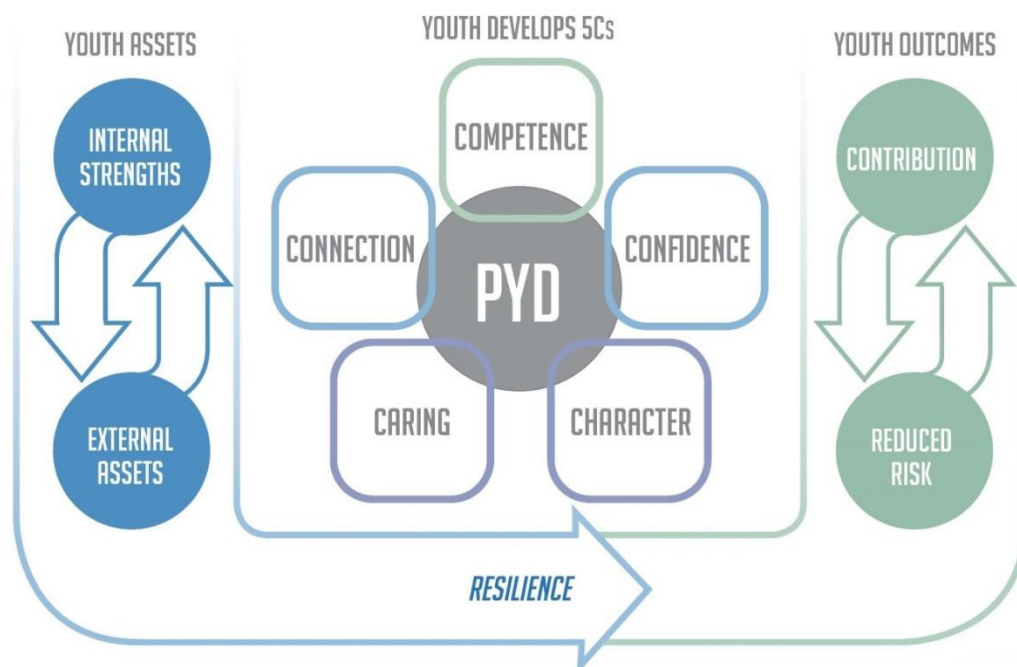 YOUTH ASSETS
INTERNAL
STRENGTHS
EXTERNAL
ASSETS
YOUTH DEVELOPS 5Cs
COMPETENCE
CONNECTION
PYD
CONFIDENCE
CARING
CHARACTER
YOUTH OUTCOMES
CONTRIBUTION
REDUCED
RISK
RESILIENCE